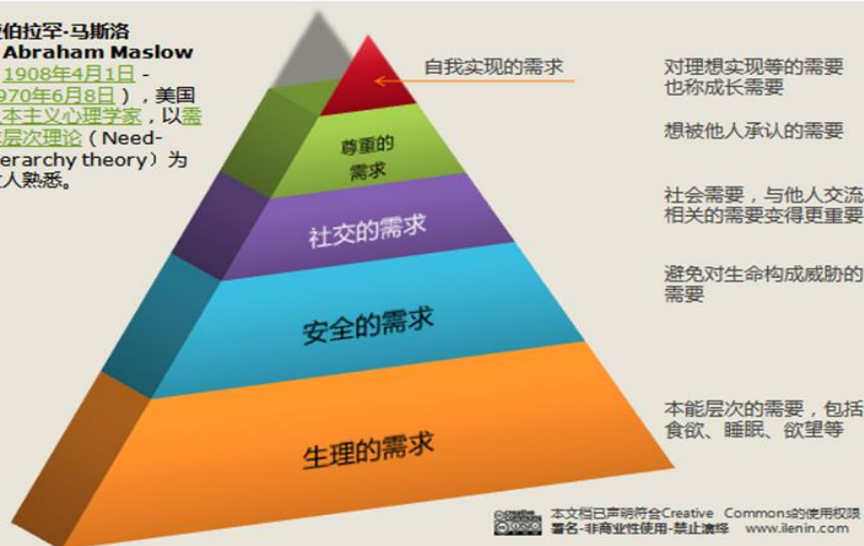 伯拉罕·马斯洛
Abraham Maslow
1908年4月1日 -
970年6月8日），美国
本主义心理学家，以需
层次理论（Need-
erarchy theory）为
人熟悉。
自我实现的需求
对理想实现等的需要
也称成长需要
尊重的
需求
想被他人承认的需要
社交的需求
社会需要，与他人交流
相关的需要变得更重要
安全的需求
避免对生命构成威胁的
需要
生理的需求
本能层次的需要，包括
食欲、睡眠、欲望等
本文档已声明符合Creative Commons的使用权限
署名-非商业性使用-禁止演绎 www.ilenin.com